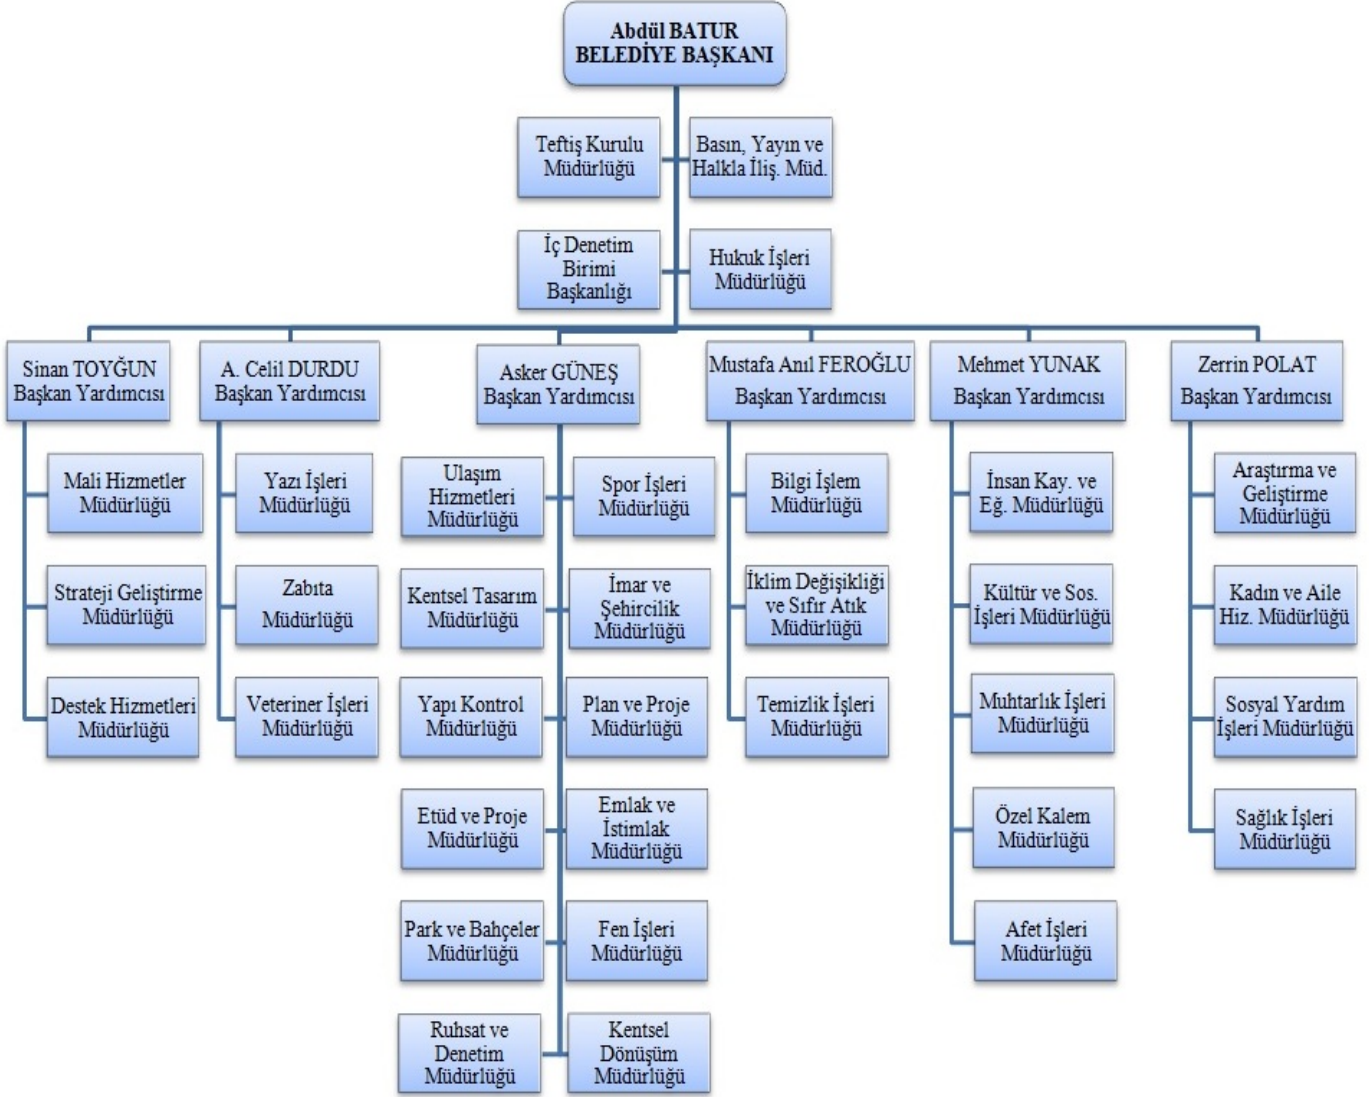 Abdül BATUR
BELEDİYE BAŞKANI
Teftiş Kurulu
Müdürlüğü
Basın, Yayın ve
Halkla İliş. Müd.
İç Denetim
Birimi
Başkanlığı
Hukuk İşleri
Müdürlüğü
Sinan TOYĞUN
Başkan Yardımcısı
Mali Hizmetler
Müdürlüğü
Strateji Geliştirme
Müdürlüğü
Destek Hizmetleri
Müdürlüğü
A. Celil DURDU
Başkan Yardımcısı
Yazı İşleri
Müdürlüğü
Zabıta
Müdürlüğü
Veteriner İşleri
Müdürlüğü
Asker GÜNEŞ
Başkan Yardımcısı
Ulaşım
Hizmetleri
Müdürlüğü
Spor İşleri
Müdürlüğü
Kentsel Tasarım
Müdürlüğü
İmar ve
Şehircilik
Müdürlüğü
Yapı Kontrol
Müdürlüğü
Plan ve Proje
Müdürlüğü
Etüd ve Proje
Müdürlüğü
Emlak ve
İstimlak
Müdürlüğü
Park ve Bahçeler
Müdürlüğü
Fen İşleri
Müdürlüğü
Ruhsat ve
Denetim
Müdürlüğü
Kentsel
Dönüşüm
Müdürlüğü
Mustafa Anıl FEROĞLU
Başkan Yardımcısı
Bilgi İşlem
Müdürlüğü
İklim Değişikliği
ve Sıfır Atık
Müdürlüğü
Temizlik İşleri
Müdürlüğü
Mehmet YUNAK
Başkan Yardımcısı
İnsan Kay. ve
Eğ. Müdürlüğü
Kültür ve Sos.
İşleri Müdürlüğü
Muhtarlık İşleri
Müdürlüğü
Özel Kalem
Müdürlüğü
Afet İşleri
Müdürlüğü
Zerrin POLAT
Başkan Yardımcısı
Araştırma ve
Geliştirme
Müdürlüğü
Kadın ve Aile
Hiz. Müdürlüğü
Sosyal Yardım
İşleri Müdürlüğü
Sağlık İşleri
Müdürlüğü